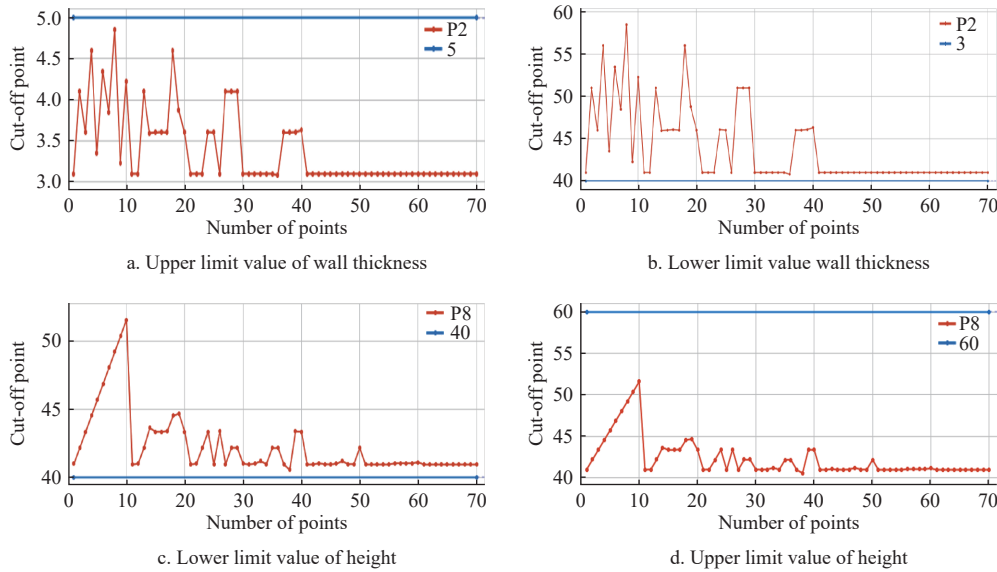 5.0
4.5
4.0
3.5
3.0
Cut-off point
P2
5
0 10 20 30 40 50 60 70
Number of points
a. Upper limit value of wall thickness
60
55
50
45
40
Cut-off point
P2
3
0 10 20 30 40 50 60 70
Number of points
b. Lower limit value wall thickness
50
45
40
Cut-off point
P8
40
0 10 20 30 40 50 60 70
Number of points
c. Lower limit value of height
60
55
50
45
40
Cut-off point
P8
60
0 10 20 30 40 50 60 70
Number of points
d. Upper limit value of height